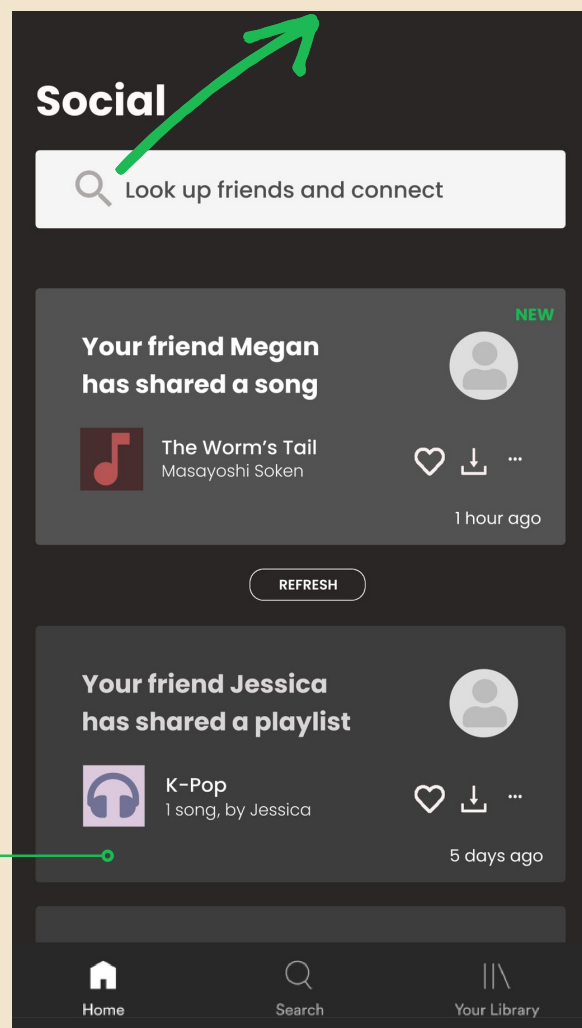 Social
Look up friends and connect
NEW
Your friend Megan
has shared a song
The Worm's Tail
Masayoshi Soken
...
1 hour ago
REFRESH
Your friend Jessica
has shared a playlist
K-Pop
1 song, by Jessica
...
5 days ago
Home
Search
Your Library